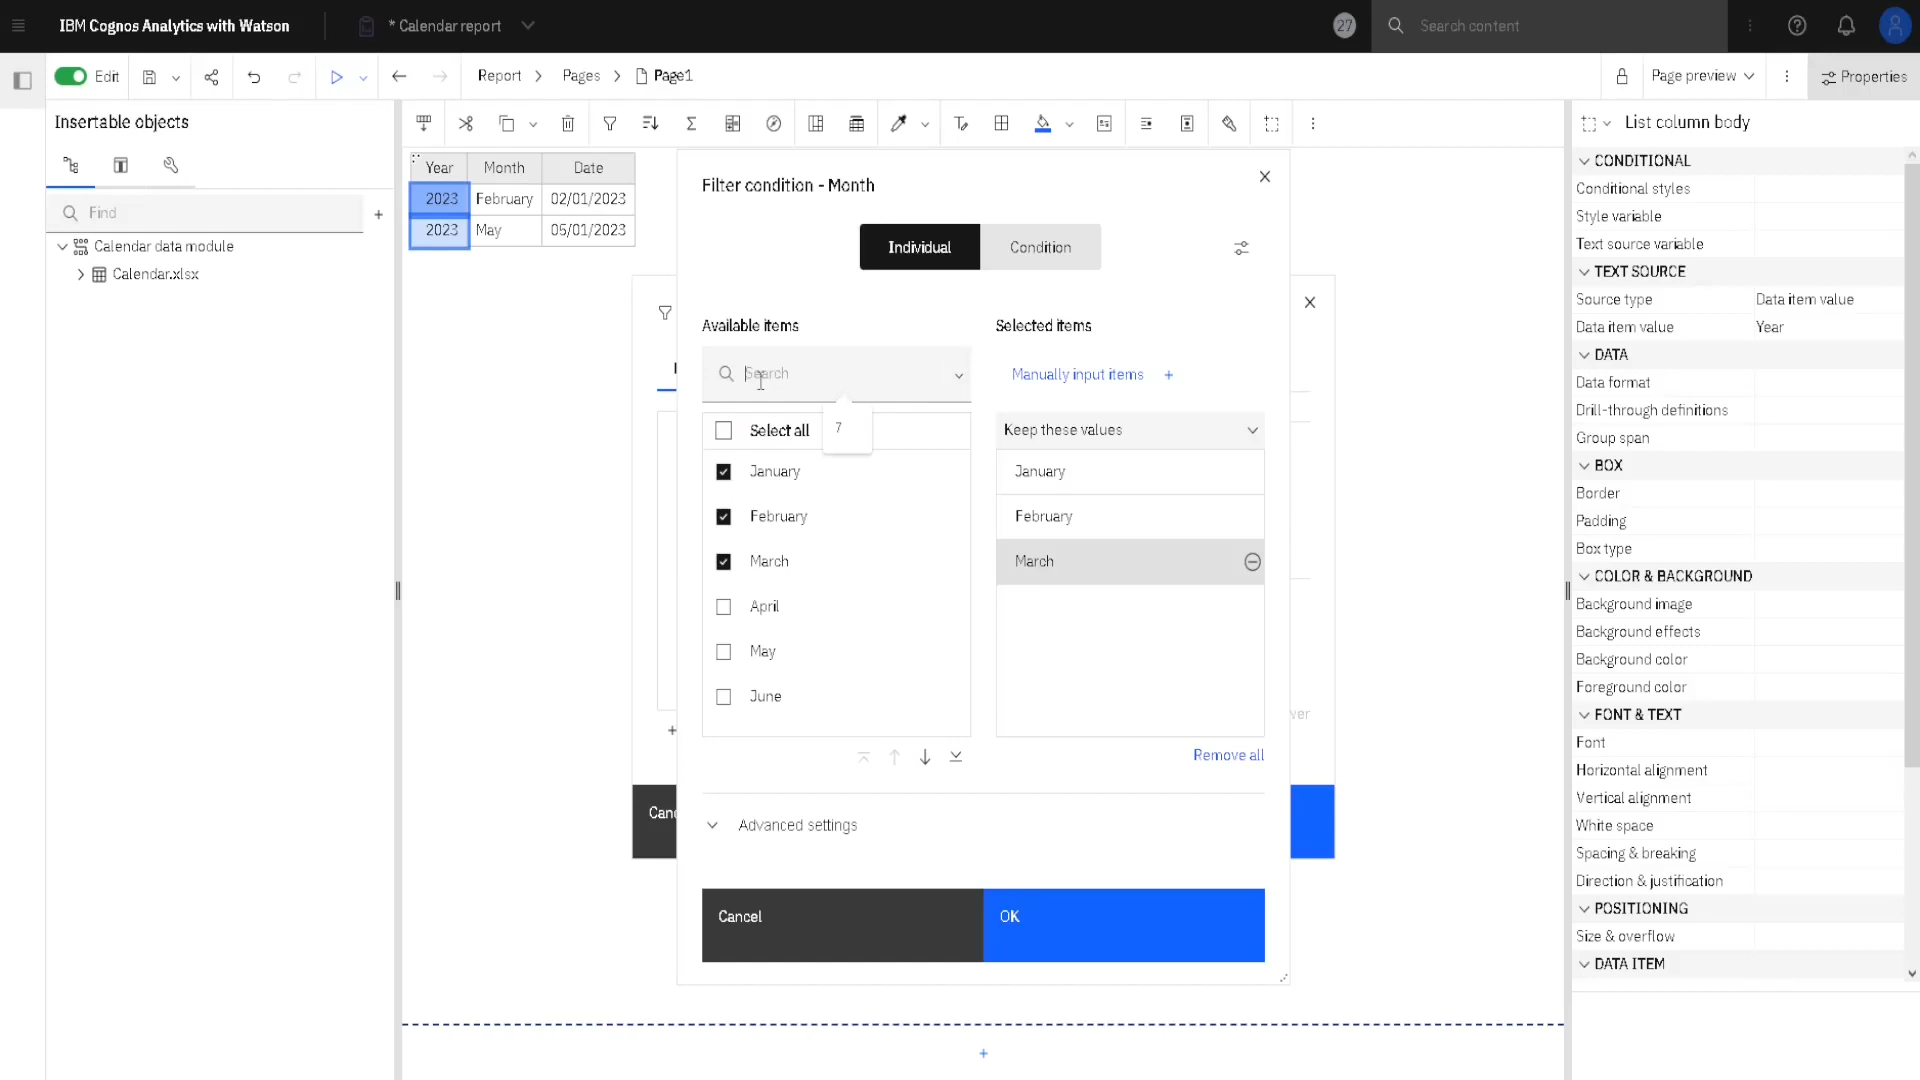 IBM Cognos Analytics with Watson
* Calendar report
27
Search content
Edit
Report
Pages
Page1
Page preview
Properties
Insertable objects
Find
Calendar data module
Calendar.xlsx
Year Month Date
2023 February 02/01/2023
2023 May 05/01/2023
Filter condition - Month
Individual
Condition
Available items
Selected items
Search
Manually input items +
7
Select all
Keep these values
January
February
March
April
May
June
January
February
March
Remove all
Advanced settings
Cancel
OK
List column body
CONDITIONAL
Conditional styles
Style variable
Text source variable
TEXT SOURCE
Source type Data item value
Data item value Year
DATA
Data format
Drill-through definitions
Group span
BOX
Border
Padding
Box type
COLOR & BACKGROUND
Background image
Background effects
Background color
Foreground color
FONT & TEXT
Font
Horizontal alignment
Vertical alignment
White space
Spacing & breaking
Direction & justification
POSITIONING
Size & overflow
DATA ITEM